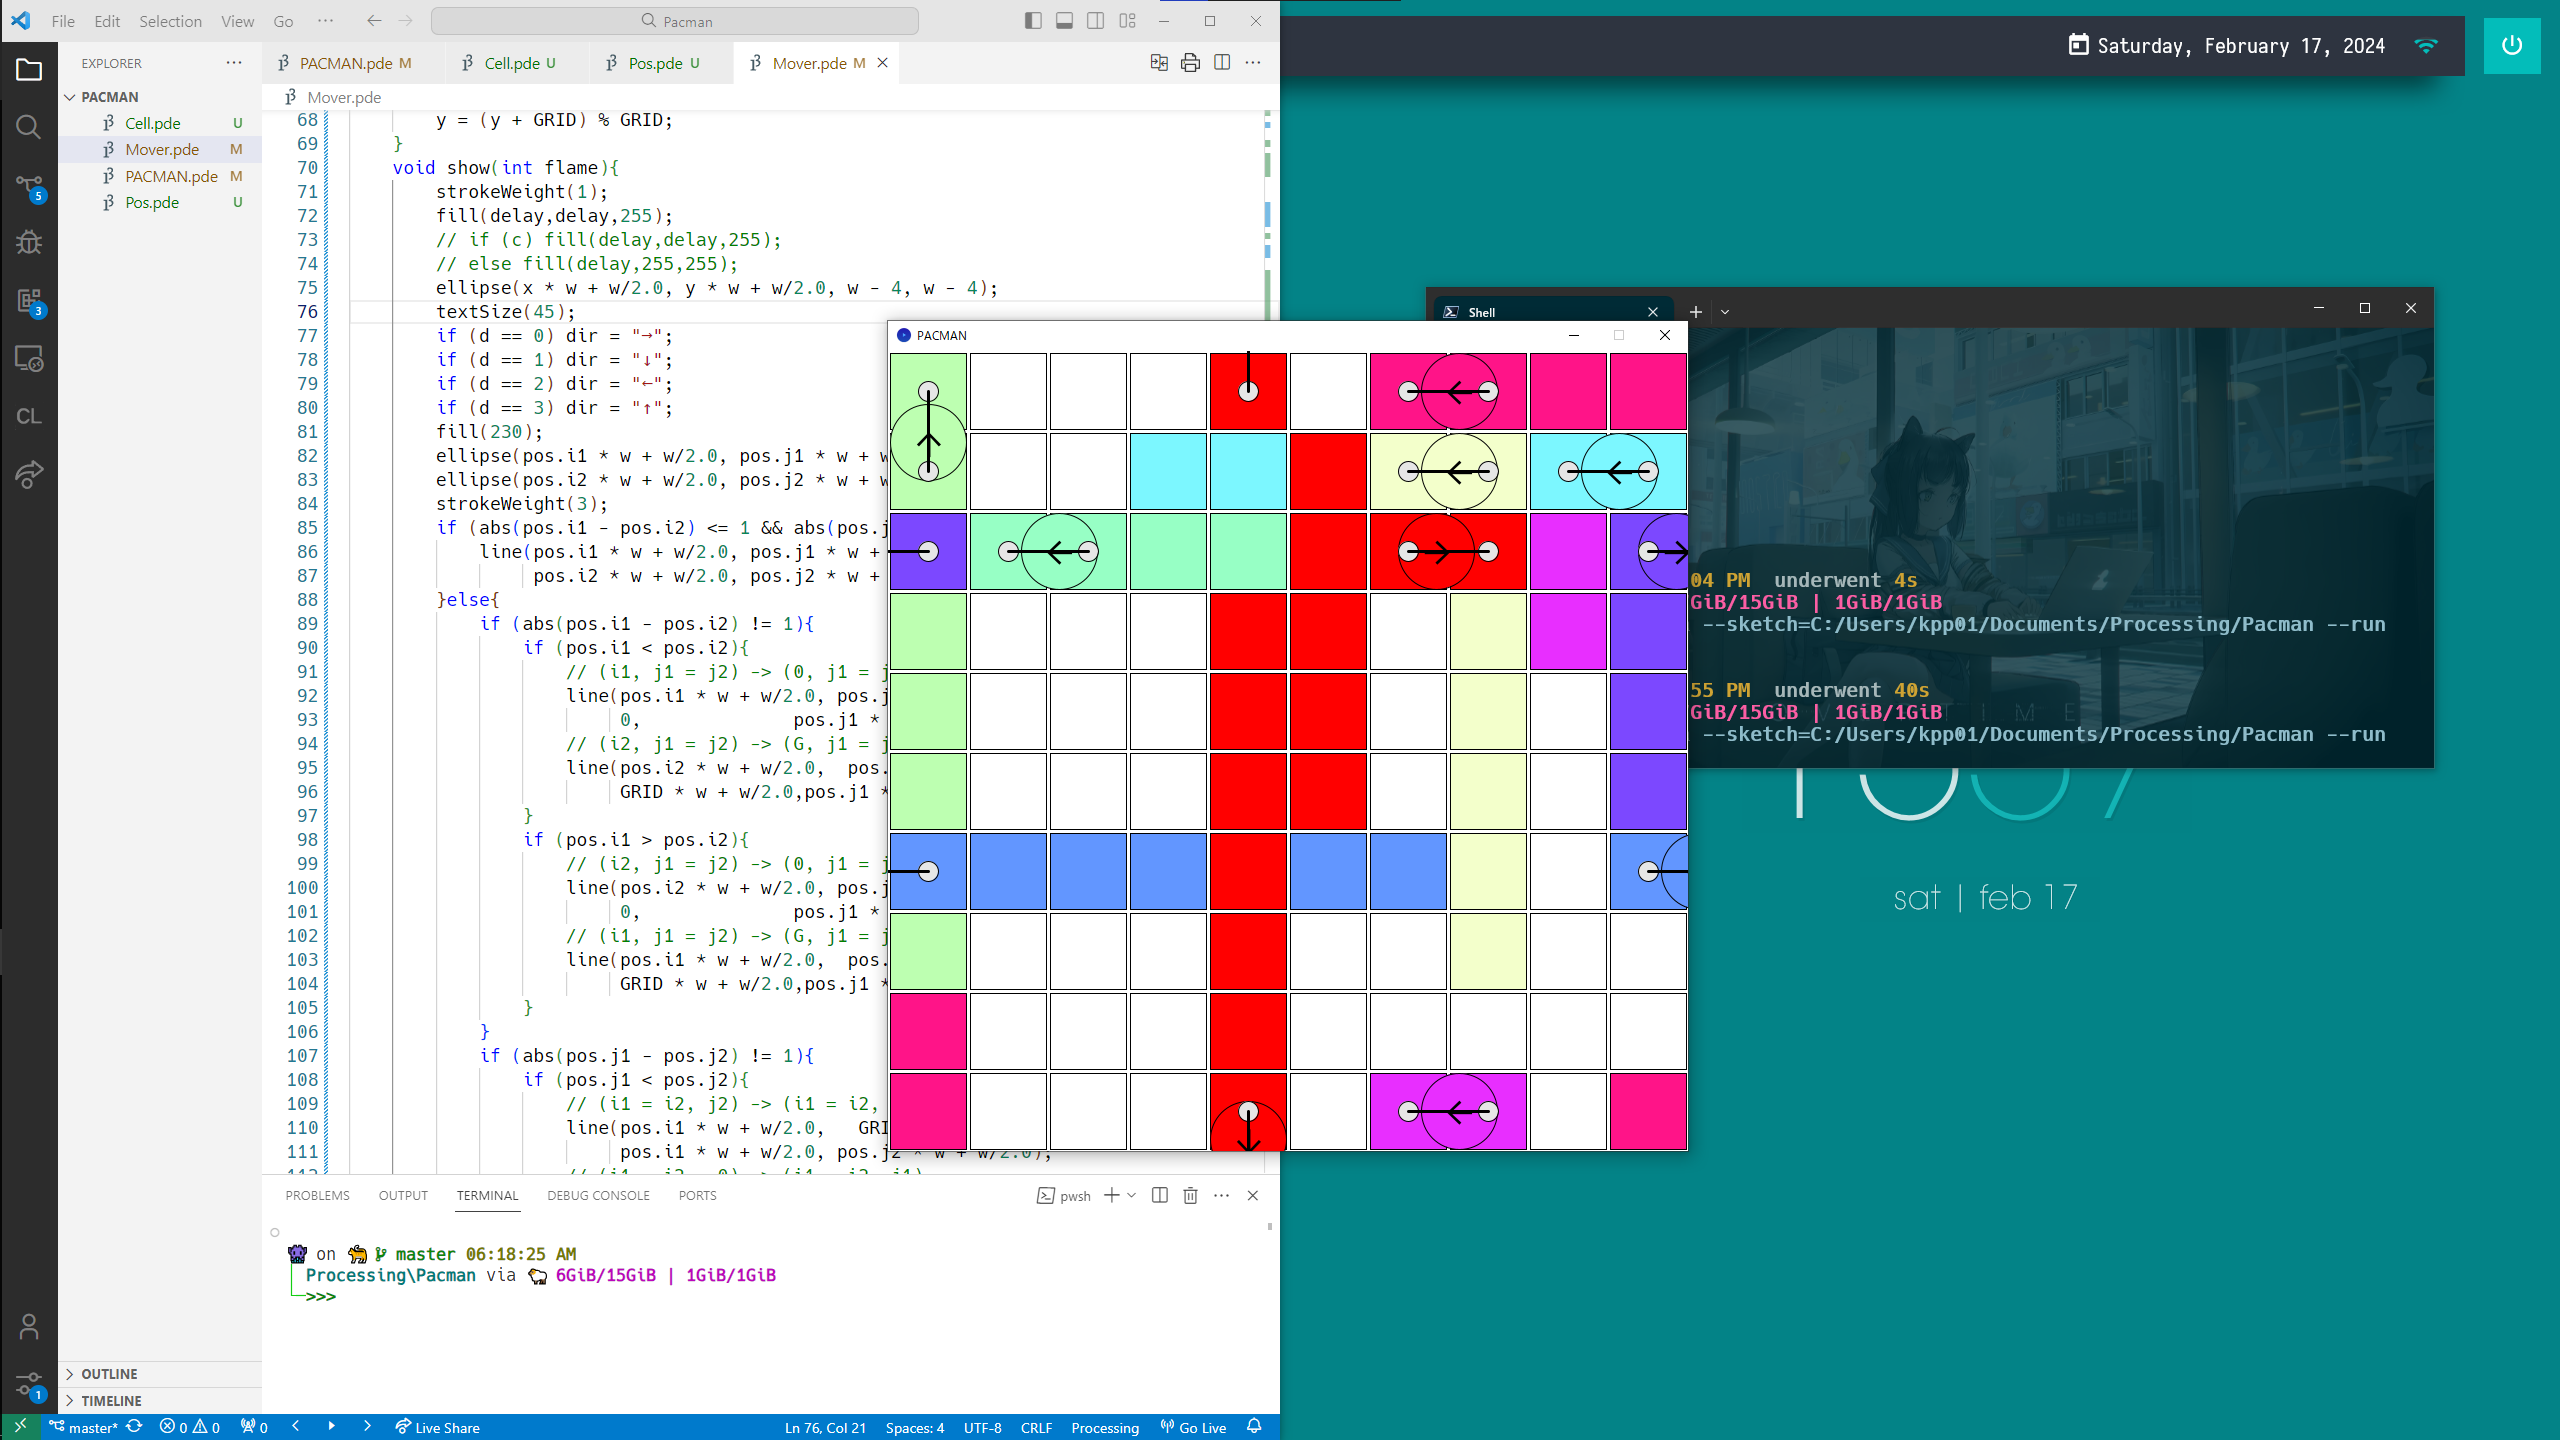 File Edit Selection View Go ··· Pacman
EXPLORER ···
PACMAN
Cell.pde U
Mover.pde M
PACMAN.pde M
Pos.pde U
5
3
CL
1
OUTLINE
TIMELINE
PACMAN.pde M Cell.pde U Pos.pde U Mover.pde M
Mover.pde
68 y = (y + GRID) % GRID;
69 }
70 void show(int flame){
71 strokeWeight(1);
72 fill(delay,delay,255);
73 // if (c) fill(delay,delay,255);
74 // else fill(delay,255,255);
75 ellipse(x * w + w/2.0, y * w + w/2.0, w - 4, w - 4);
76 textSize(45);
77 if (d == 0) dir = "→";
78 if (d == 1) dir = "↓";
79 if (d == 2) dir = "←";
80 if (d == 3) dir = "↑";
81 fill(230);
82 ellipse(pos.i1 * w + w/2.0, pos.j1 * w + w
83 ellipse(pos.i2 * w + w/2.0, pos.j2 * w + w
84 strokeWeight(3);
85 if (abs(pos.i1 - pos.i2) <= 1 && abs(pos.j
86 line(pos.i1 * w + w/2.0, pos.j1 * w +
87 pos.i2 * w + w/2.0, pos.j2 * w +
88 }else{
89 if (abs(pos.i1 - pos.i2) != 1){
90 if (pos.i1 < pos.i2){
91 // (i1, j1 = j2) -> (0, j1 = j
92 line(pos.i1 * w + w/2.0, pos.j
93 0, pos.j1 *
94 // (i2, j1 = j2) -> (G, j1 = j
95 line(pos.i2 * w + w/2.0, pos.
96 GRID * w + w/2.0,pos.j1 *
97 }
98 if (pos.i1 > pos.i2){
99 // (i2, j1 = j2) -> (0, j1 = j
100 line(pos.i2 * w + w/2.0, pos.j
101 0, pos.j1 *
102 // (i1, j1 = j2) -> (G, j1 = j
103 line(pos.i1 * w + w/2.0, pos.
104 GRID * w + w/2.0,pos.j1 *
105 }
106 }
107 if (abs(pos.j1 - pos.j2) != 1){
108 if (pos.j1 < pos.j2){
109 // (i1 = i2, j2) -> (i1 = i2,
110 line(pos.i1 * w + w/2.0, GRI
111 pos.i1 * w + w/2.0, pos.j2 * w + w/2.0);
PROBLEMS OUTPUT TERMINAL DEBUG CONSOLE PORTS pwsh
on master 06:18:25 AM
Processing\Pacman via 6GiB/15GiB | 1GiB/1GiB
>>>
master* 0 0 0 Live Share Ln 76, Col 21 Spaces: 4 UTF-8 CRLF Processing Go Live
PACMAN
Saturday, February 17, 2024
Shell
04 PM underwent 4s
GiB/15GiB | 1GiB/1GiB
--sketch=C:/Users/kpp01/Documents/Processing/Pacman --run
55 PM underwent 40s
GiB/15GiB | 1GiB/1GiB
--sketch=C:/Users/kpp01/Documents/Processing/Pacman --run
sat | feb 17